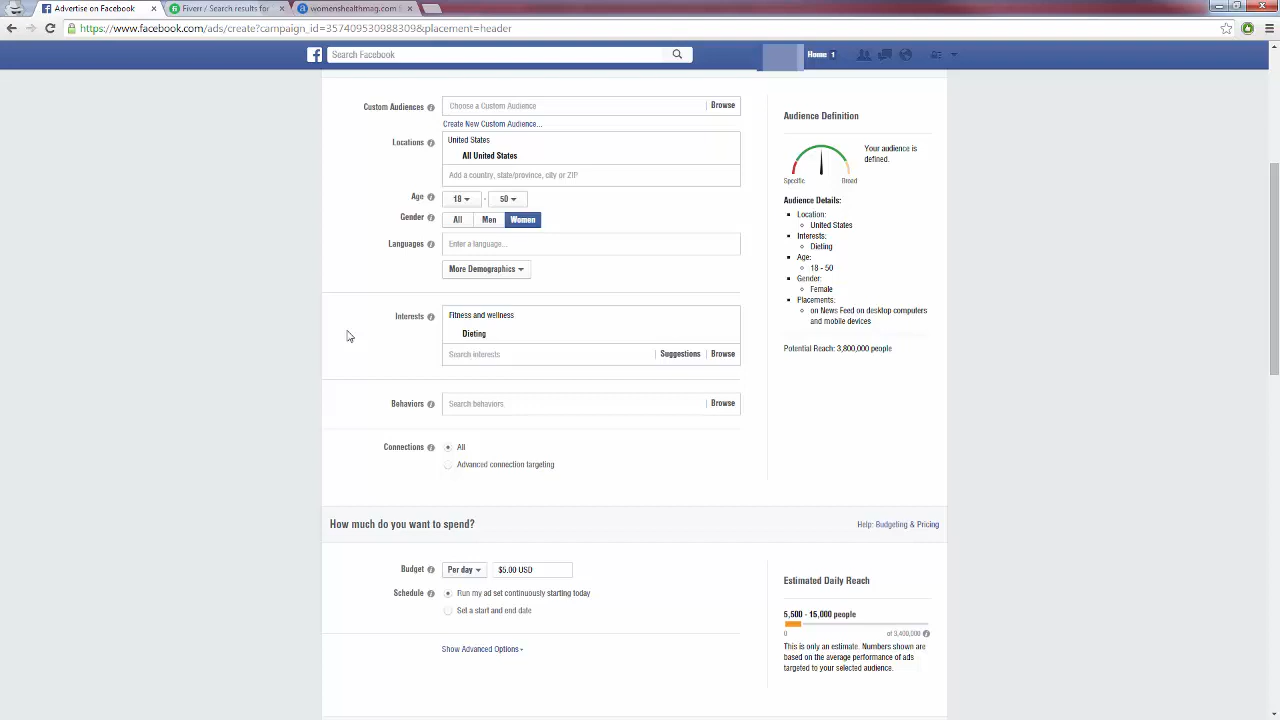 Advertise on Facebook
Fiverr / Search results for
womenshealthmag.com
https://www.facebook.com/ads/create?campaign_id=357409530988309&placement=header
Search Facebook
Home 1
Custom Audiences
Choose a Custom Audience
Browse
Create New Custom Audience...
Locations
United States
All United States
Add a country, state/province, city or ZIP
Age
18 - 50
Gender
All Men Women
Languages
Enter a language...
More Demographics
Interests
Fitness and wellness
Dieting
Search interests
Suggestions
Browse
Behaviors
Search behaviors
Browse
Connections
All
Advanced connection targeting
Audience Definition
Your audience is
defined.
Specific
Broad
Audience Details:
Location:
United States
Interests:
Dieting
Age:
18 - 50
Gender:
Female
Placements:
on News Feed on desktop computers
and mobile devices
Potential Reach: 3,800,000 people
How much do you want to spend?
Help: Budgeting & Pricing
Budget
Per day
$5.00 USD
Schedule
Run my ad set continuously starting today
Set a start and end date
Show Advanced Options
Estimated Daily Reach
5,500 - 15,000 people
0
of 3,400,000
This is only an estimate. Numbers shown are
based on the average performance of ads
targeted to your selected audience.